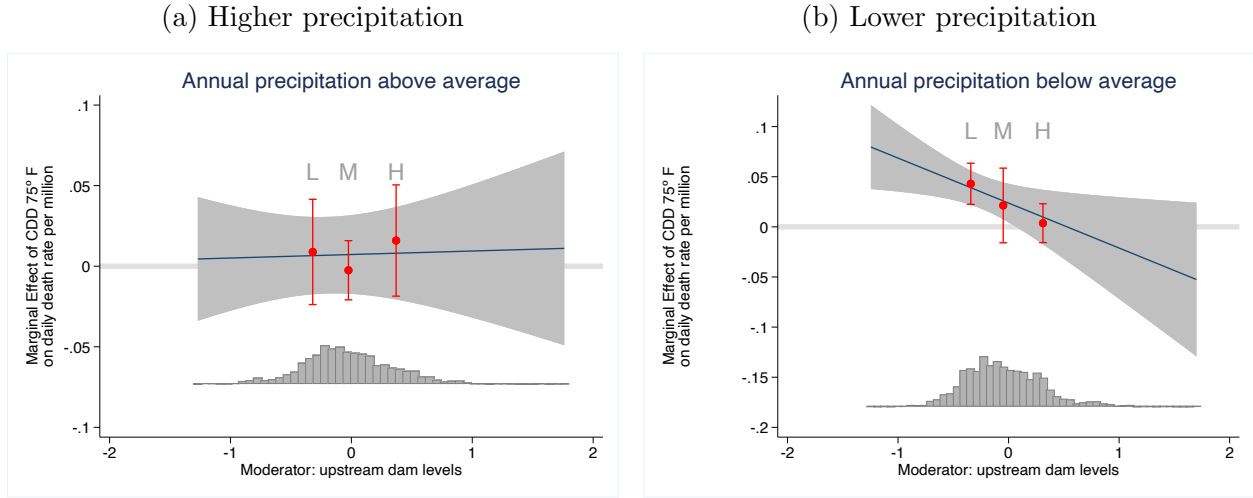 (a) Higher precipitation
Annual precipitation above average
Marginal Effect of CDD 75º F
on daily death rate per million
.1
.05
0
-.05
-.1
L M H
-2 -1 0 1 2
Moderator: upstream dam levels
(b) Lower precipitation
Annual precipitation below average
Marginal Effect of CDD 75º F
on daily death rate per million
.1
.05
0
-.05
-.1
-.15
-.2
L M H
-2 -1 0 1 2
Moderator: upstream dam levels